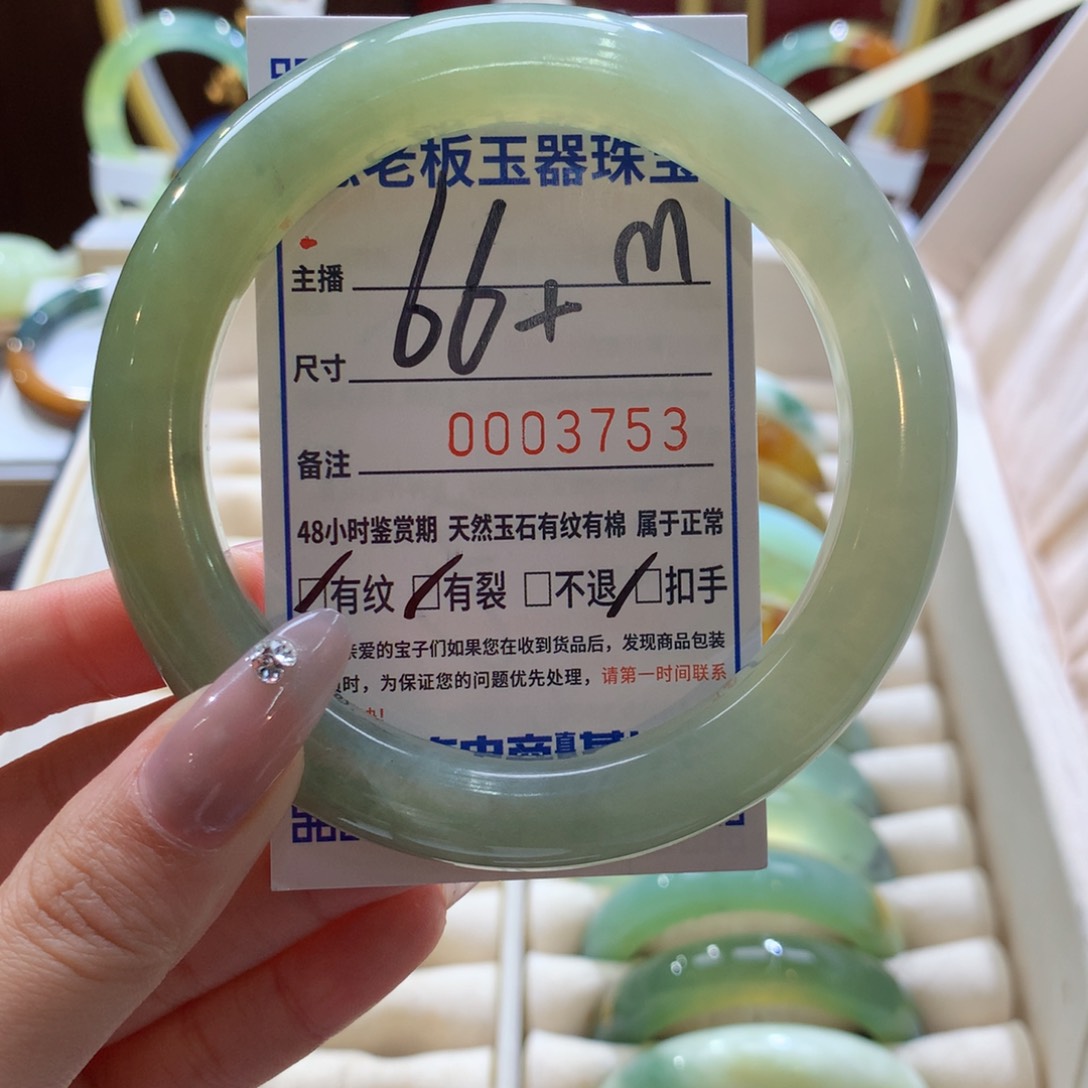 老板玉器珠宝
主播 M
尺寸 66+
备注 0003753
48小时鉴赏期 天然玉石有纹有棉 属于正常
☑有纹 ☑有裂 □不退 ☑扣手
亲爱的宝子们如果您在收到货品后，发现商品包装
时，为保证您的问题优先处理，请第一时间联系
电商